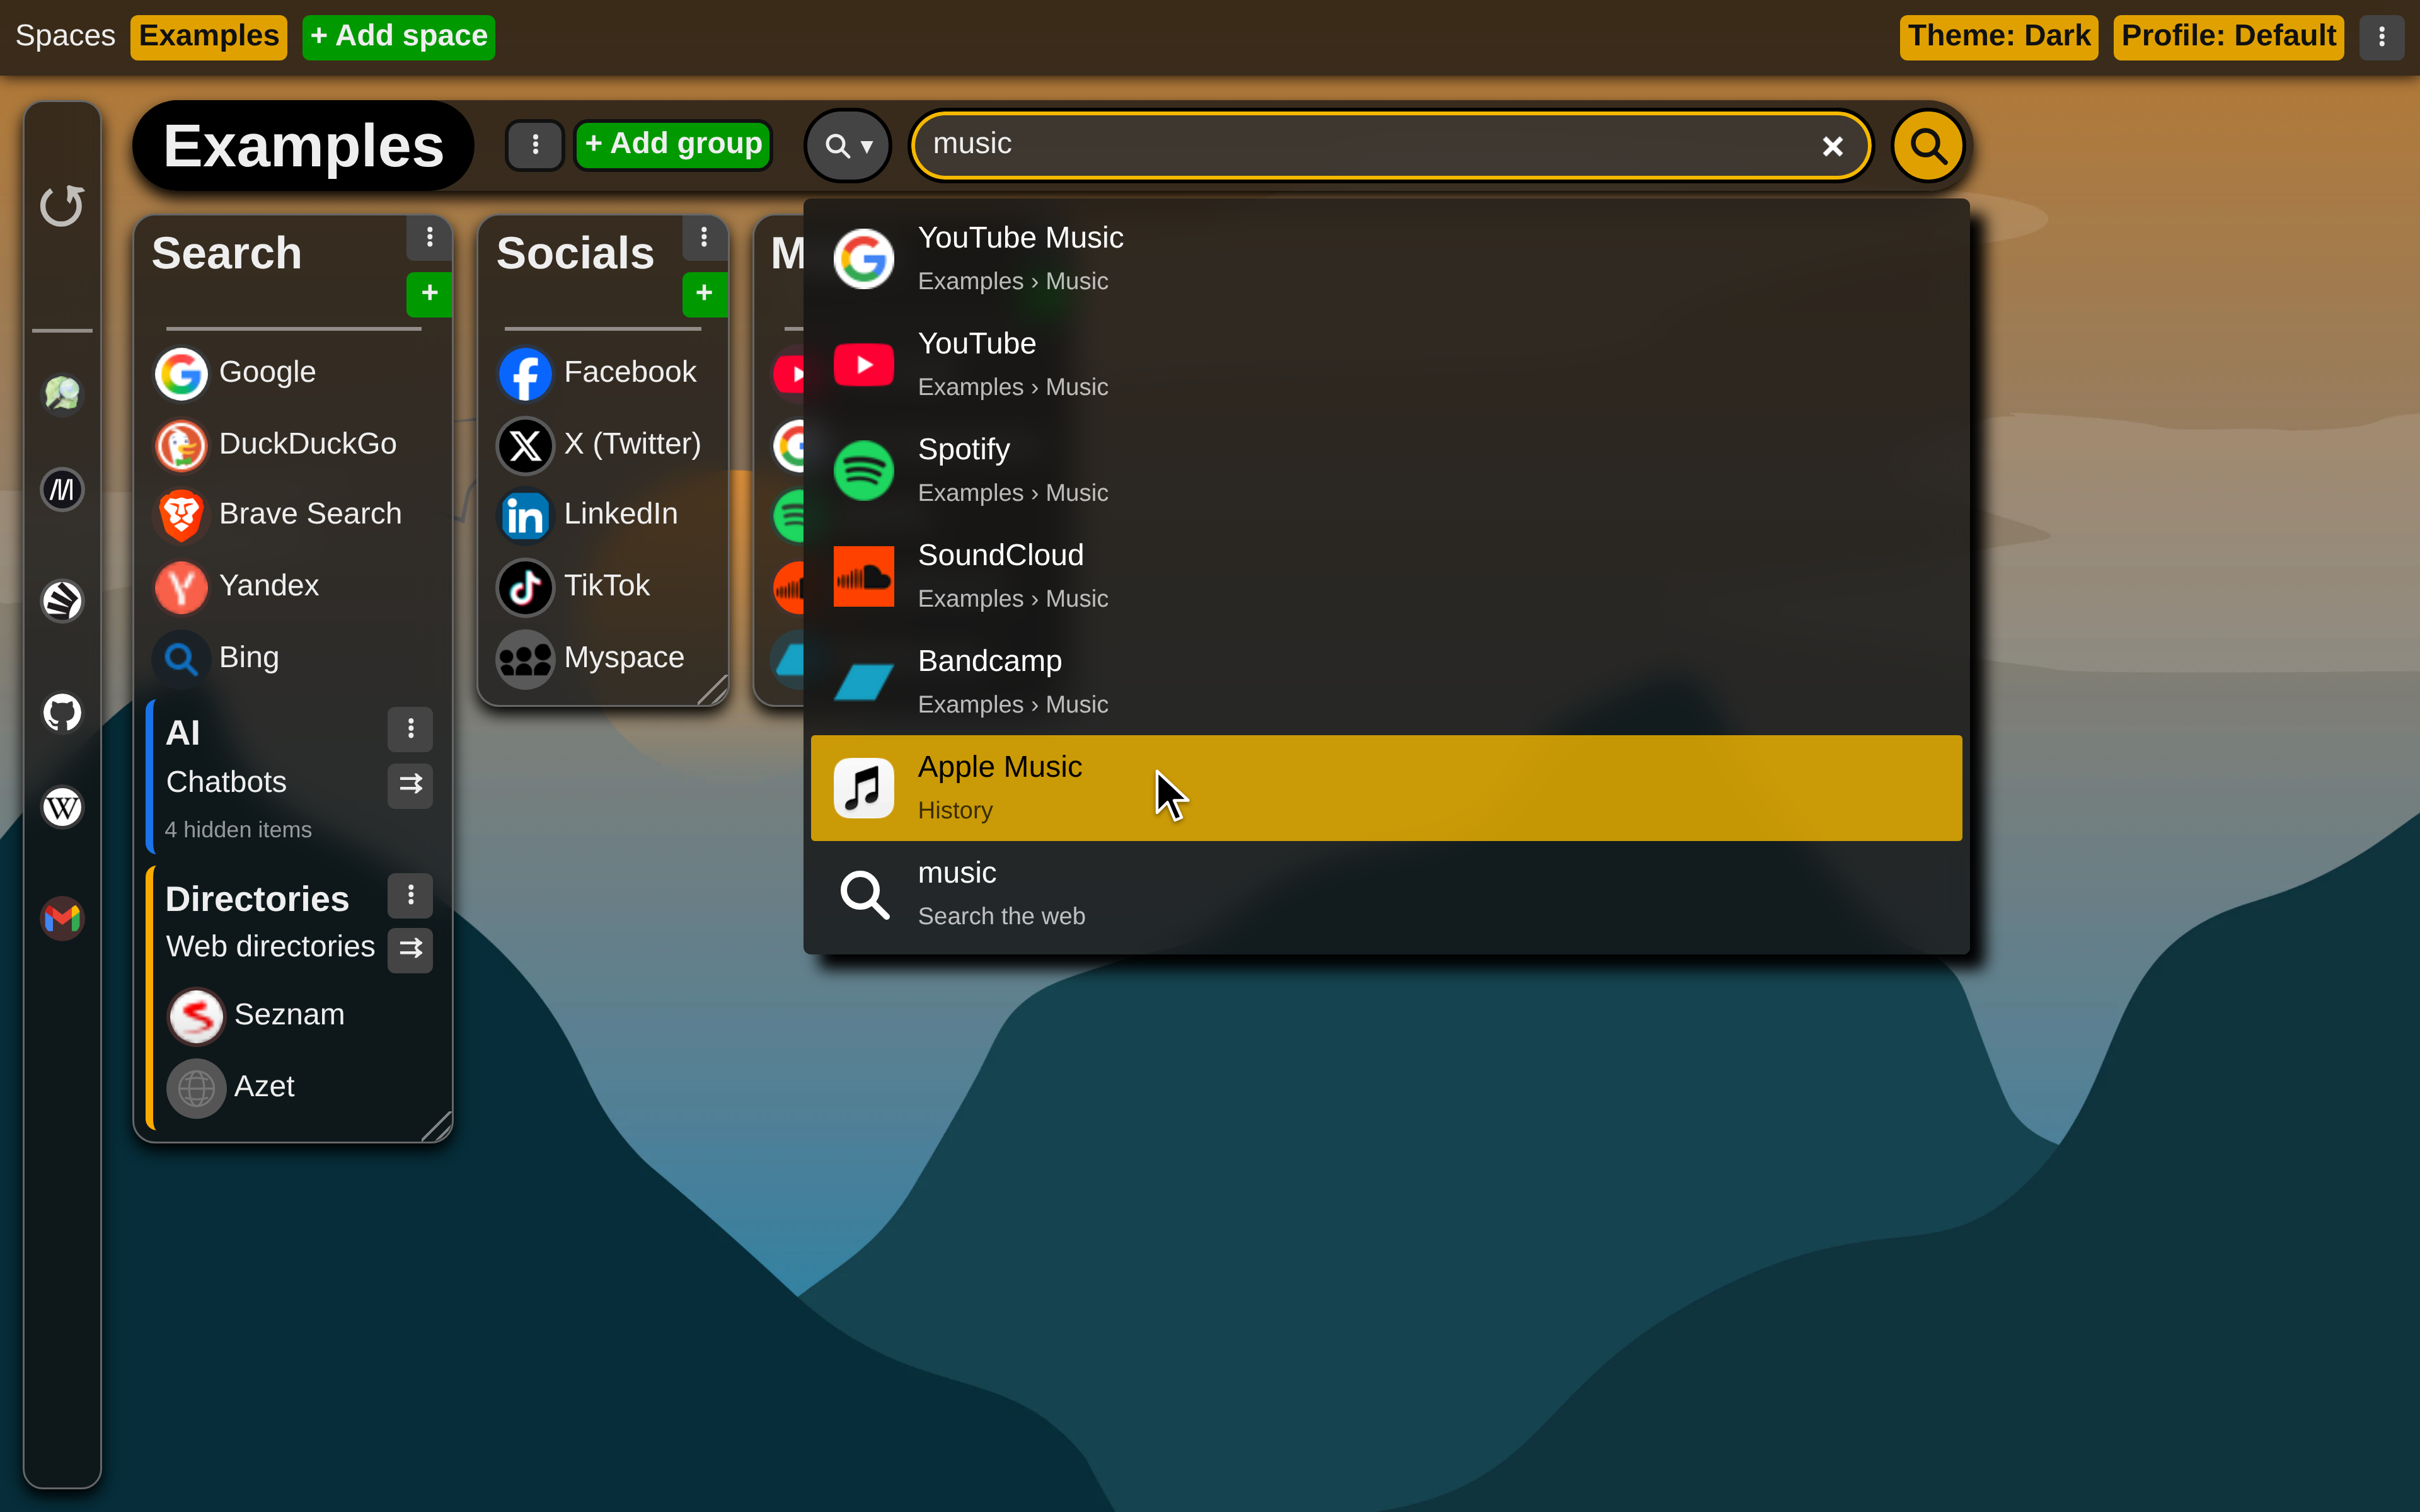 Spaces Examples + Add space Theme: Dark Profile: Default
Examples + Add group music
Search
Google
DuckDuckGo
Brave Search
Yandex
Bing
AI
Chatbots
4 hidden items
Directories
Web directories
Seznam
Azet
Socials
Facebook
X (Twitter)
LinkedIn
TikTok
Myspace
YouTube Music
Examples › Music
YouTube
Examples › Music
Spotify
Examples › Music
SoundCloud
Examples › Music
Bandcamp
Examples › Music
Apple Music
History
music
Search the web